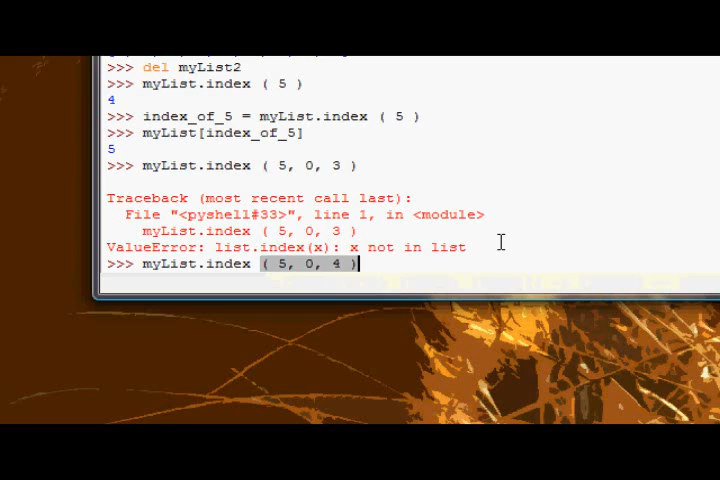 >>> del myList2
>>> myList.index ( 5 )
4
>>> index_of_5 = myList.index ( 5 )
>>> myList[index_of_5]
5
>>> myList.index ( 5, 0, 3 )
Traceback (most recent call last):
  File "<pyshell#33>", line 1, in <module>
    myList.index ( 5, 0, 3 )
ValueError: list.index(x): x not in list
>>> myList.index ( 5, 0, 4 )